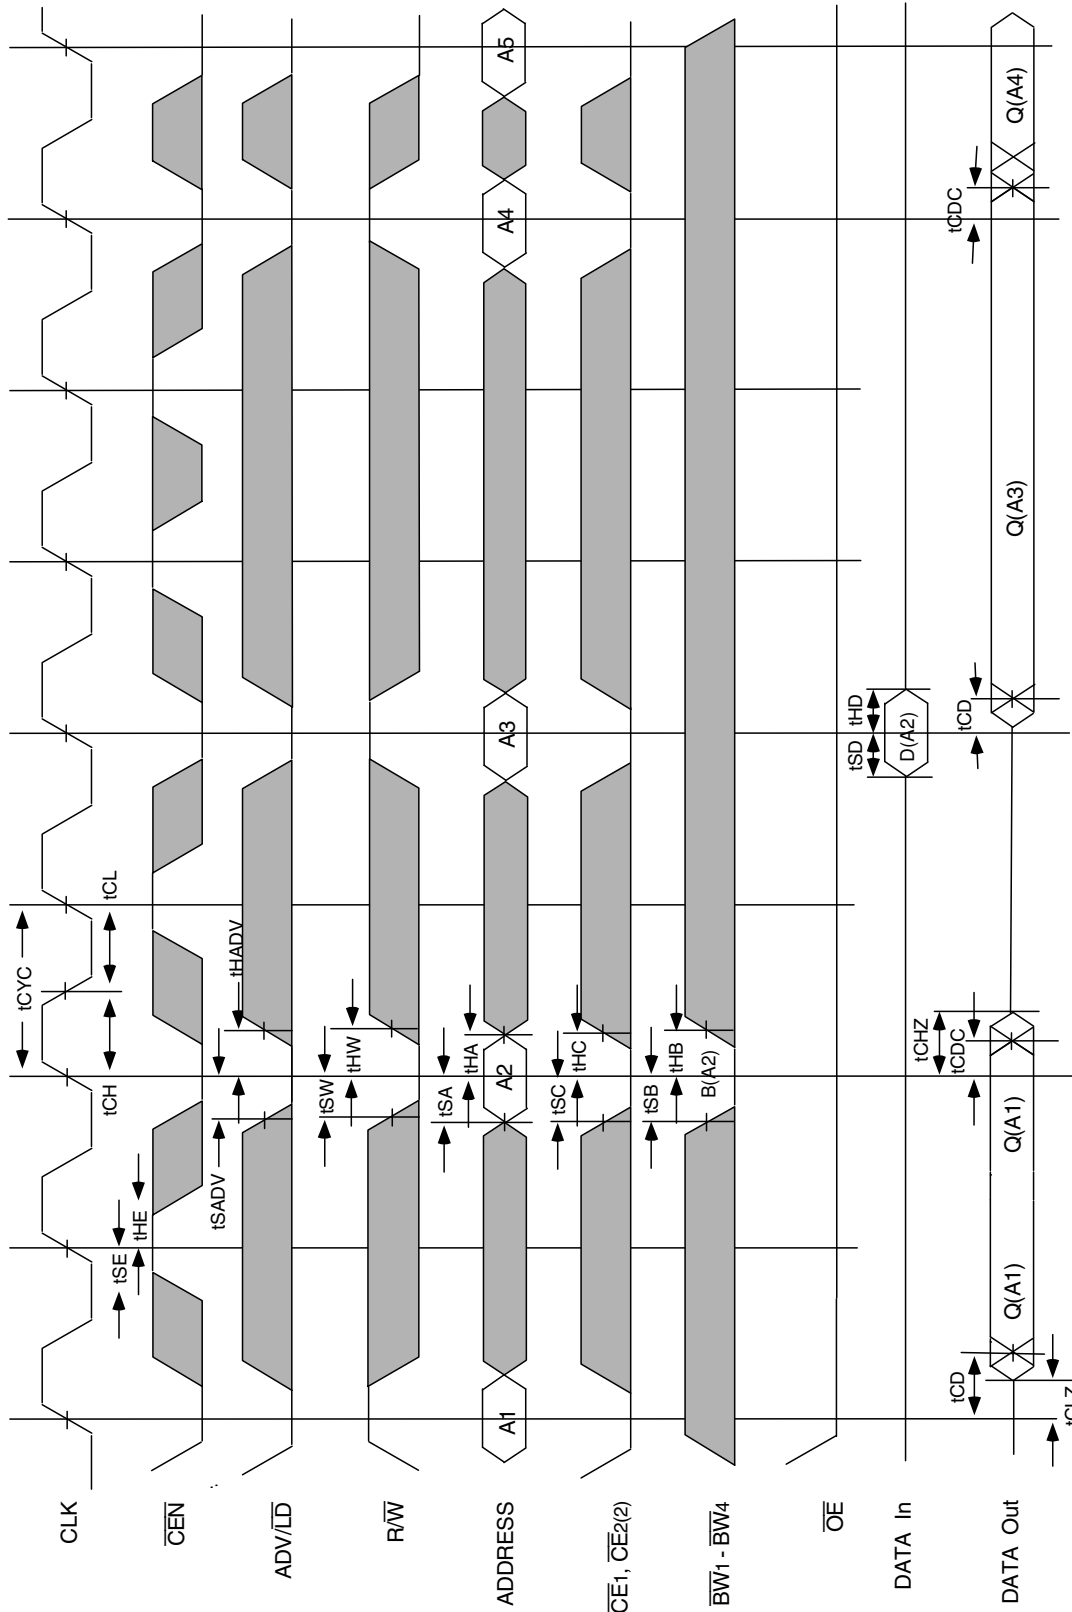 CLK
CEN
ADV/LD
R/W
ADDRESS
CE1, CE2(2)
BW1 - BW4
OE
DATA In
DATA Out
tCYC
tCH
tCL
tSE
tHE
tSADV
tHADV
tSW
tHW
A1
A2
A3
A4
A5
tSA
tHA
tSC
tHC
tSB
tHB
B(A2)
tSD
tHD
D(A2)
tCD
tCLZ
Q(A1)
Q(A1)
tCHZ
tCDC
tCD
Q(A3)
tCDC
Q(A4)